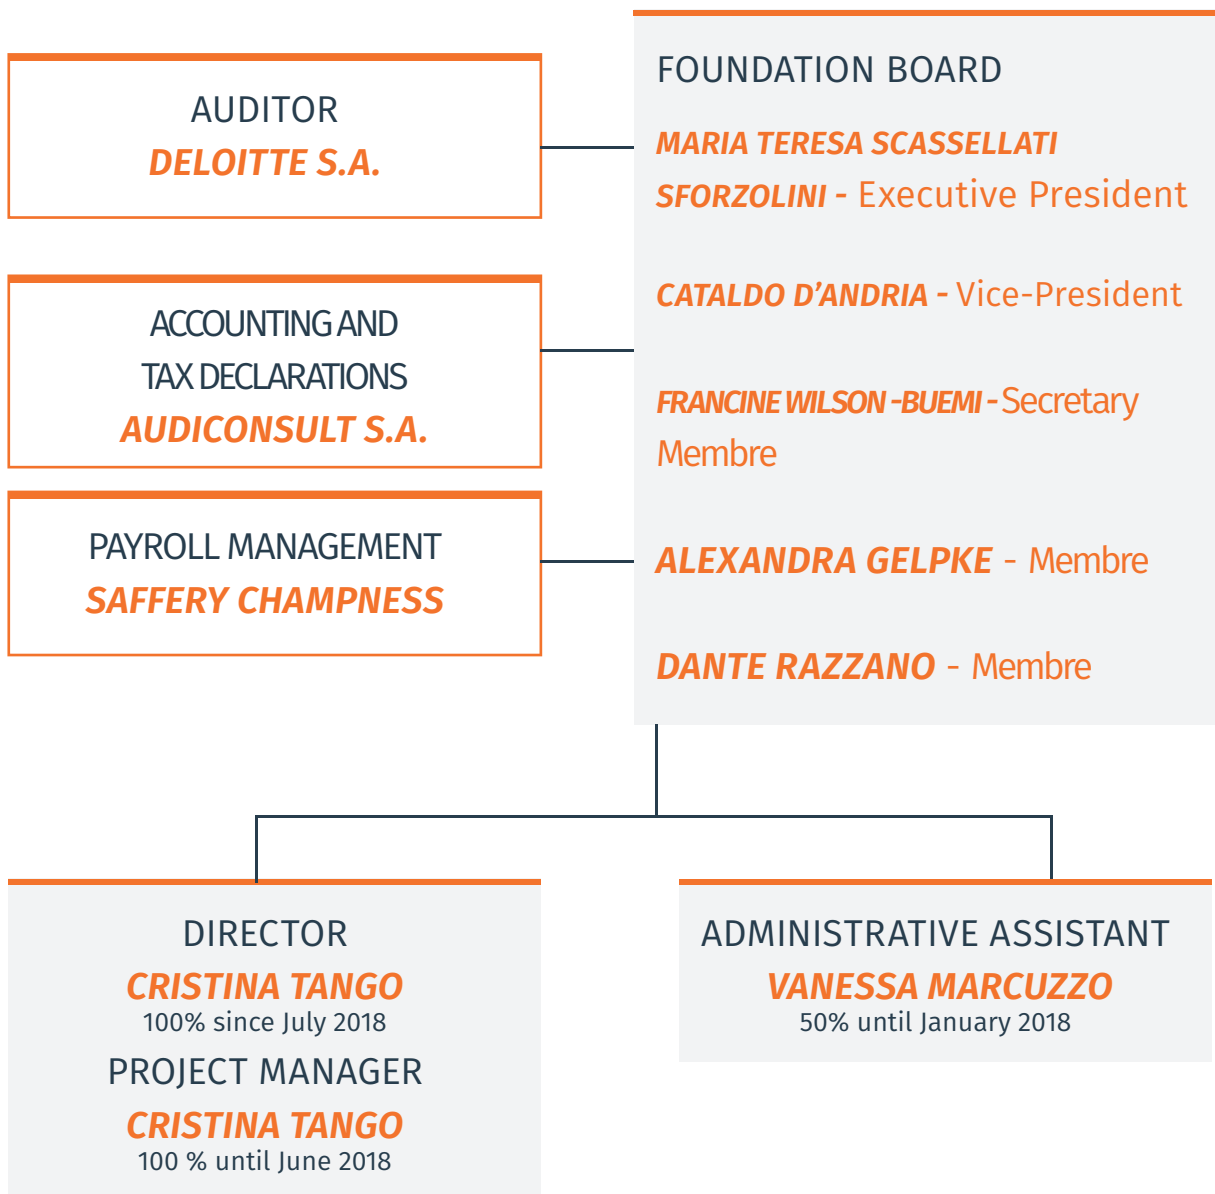 AUDITOR
DELOITTE S.A.
ACCOUNTING AND
TAX DECLARATIONS
AUDICONSULT S.A.
PAYROLL MANAGEMENT
SAFFERY CHAMPNESS
FOUNDATION BOARD
MARIA TERESA SCASSELLATI
SFORZOLINI - Executive President
CATALDO D’ANDRIA - Vice-President
FRANCINE WILSON -BUEMI - Secretary
Membre
ALEXANDRA GELPKE - Membre
DANTE RAZZANO - Membre
DIRECTOR
CRISTINA TANGO
100% since July 2018
PROJECT MANAGER
CRISTINA TANGO
100 % until June 2018
ADMINISTRATIVE ASSISTANT
VANESSA MARCUZZO
50% until January 2018